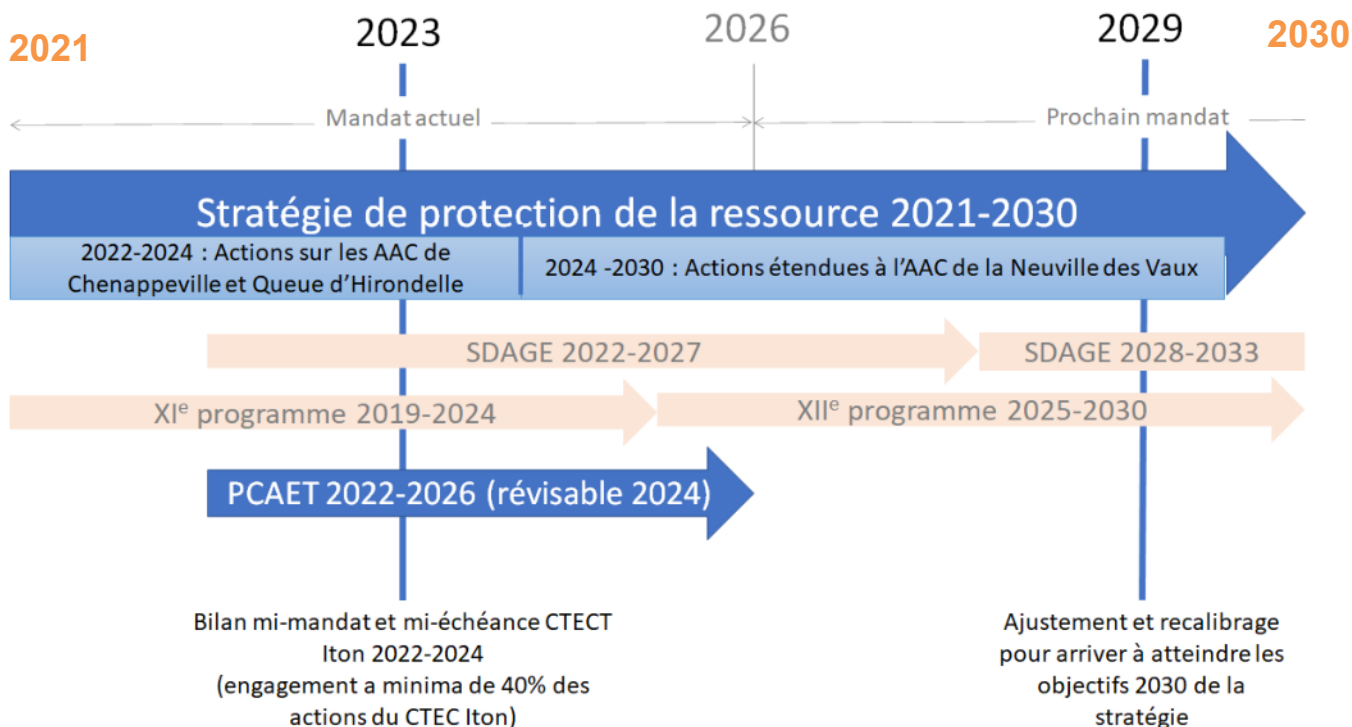 2021
2023
2026
2029
2030
Mandat actuel
Prochain mandat
Stratégie de protection de la ressource 2021-2030
2022-2024 : Actions sur les AAC de
Chenappeville et Queue d'Hirondelle
2024 -2030 : Actions étendues à l'AAC de la Neuville des Vaux
SDAGE 2022-2027
SDAGE 2028-2033
XIe programme 2019-2024
XIIe programme 2025-2030
PCAET 2022-2026 (révisable 2024)
Bilan mi-mandat et mi-échéance CTECT
Iton 2022-2024
(engagement a minima de 40% des
actions du CTEC Iton)
Ajustement et recalibrage
pour arriver à atteindre les
objectifs 2030 de la
stratégie